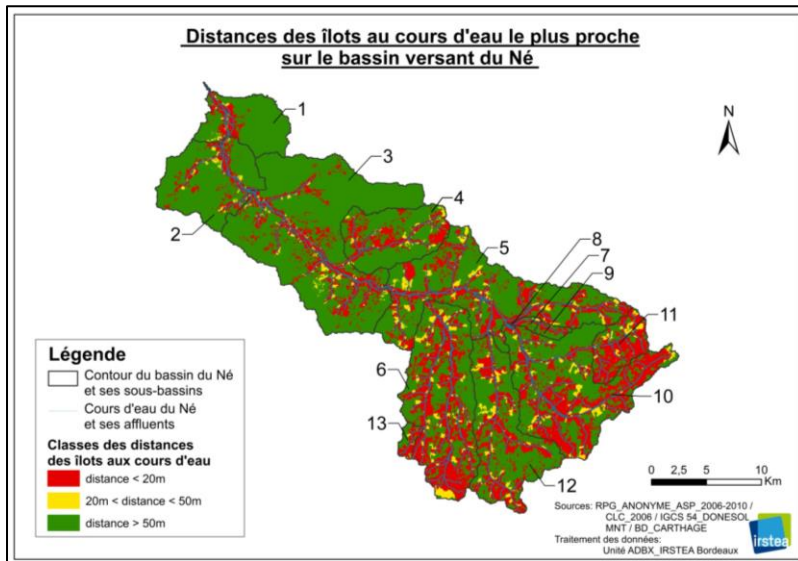 Distances des îlots au cours d'eau le plus proche
sur le bassin versant du Né
1
3
N
4
2
5
8
7
9
11
6
10
13
12
Légende
Contour du bassin du Né
et ses sous-bassins
Cours d'eau du Né
et ses affluents
Classes des distances
des îlots aux cours d'eau
distance < 20m
20m < distance < 50m
distance > 50m
0 2,5 5 10
Km
Sources: RPG_ANONYME_ASP_2006-2010 /
CLC_2006 / IGCS 54_DONESOL
MNT / BD_CARTHAGE
Traitement des données:
Unité ADBX_IRSTEA Bordeaux
irstea